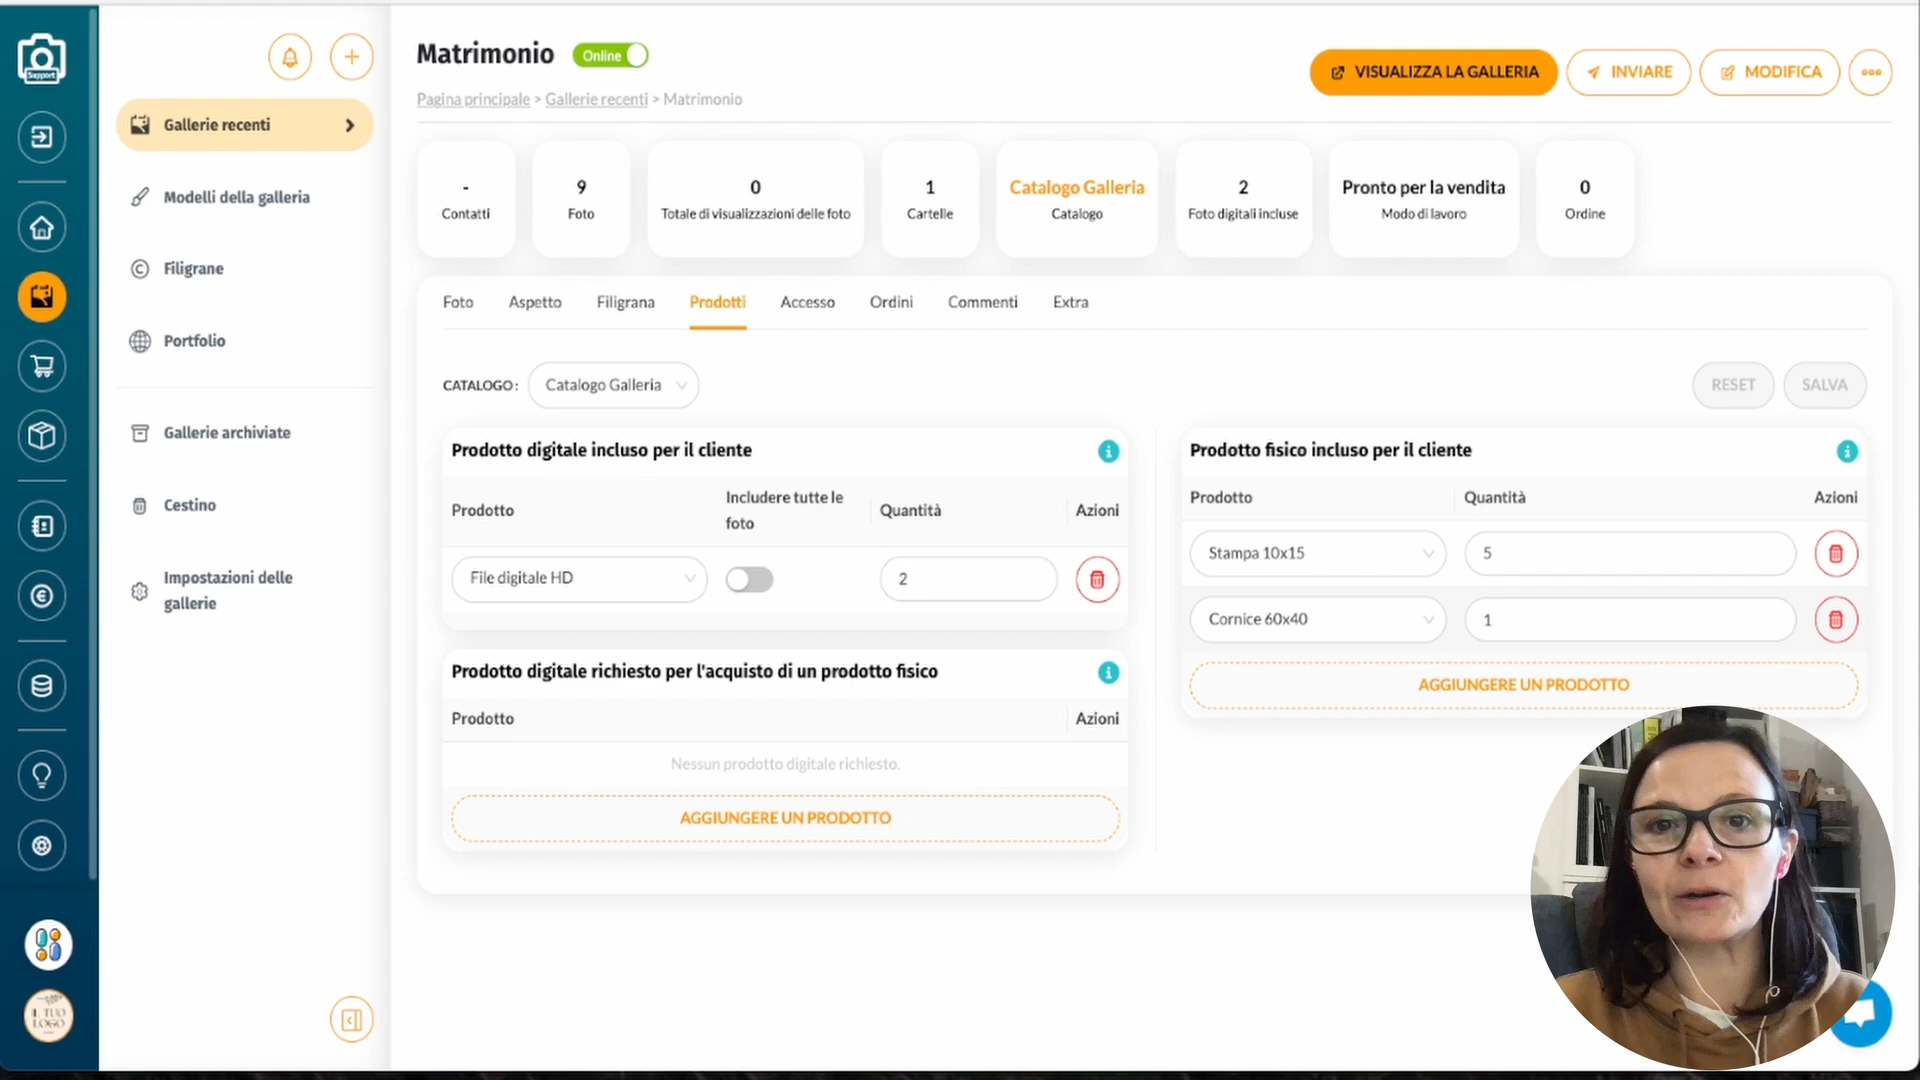 Support
Matrimonio
Online
VISUALIZZA LA GALLERIA
INVIARE
MODIFICA
Pagina principale > Gallerie recenti > Matrimonio
Gallerie recenti
Modelli della galleria
Filigrane
Portfolio
Gallerie archiviate
Cestino
Impostazioni delle
gallerie
-
Contatti
9
Foto
0
Totale di visualizzazioni delle foto
1
Cartelle
Catalogo Galleria
Catalogo
2
Foto digitali incluse
Pronto per la vendita
Modo di lavoro
0
Ordine
Foto
Aspetto
Filigrana
Prodotti
Accesso
Ordini
Commenti
Extra
CATALOGO :
Catalogo Galleria
RESET
SALVA
Prodotto digitale incluso per il cliente
Prodotto
Includere tutte le
foto
Quantità
Azioni
File digitale HD
2
Prodotto digitale richiesto per l'acquisto di un prodotto fisico
Prodotto
Azioni
Nessun prodotto digitale richiesto.
AGGIUNGERE UN PRODOTTO
Prodotto fisico incluso per il cliente
Prodotto
Quantità
Azioni
Stampa 10x15
5
Cornice 60x40
1
AGGIUNGERE UN PRODOTTO
IL TUO
LOGO